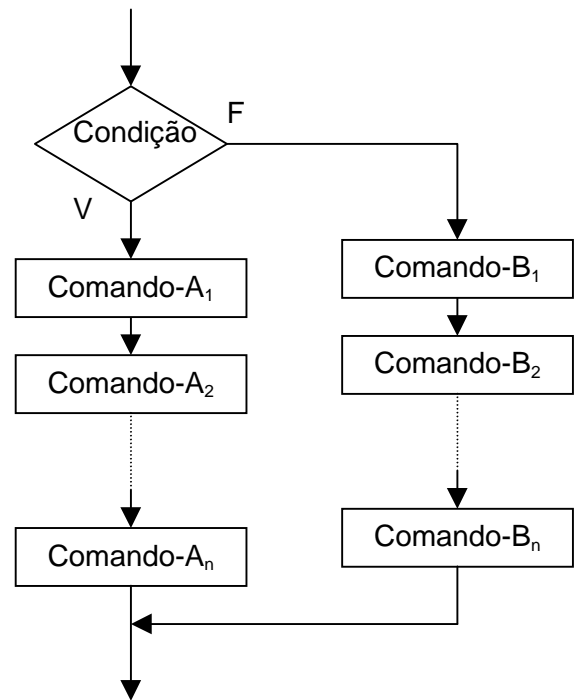 F
Condição
V
Comando-A₁
Comando-B₁
Comando-A₂
Comando-B₂
Comando-Aₙ
Comando-Bₙ